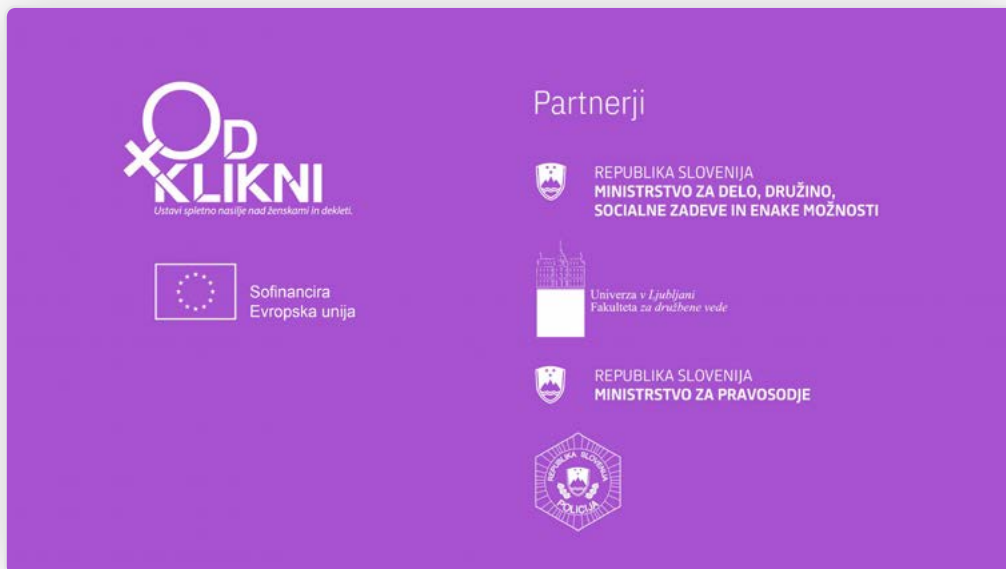 OD
KLIKNI
Ustavi spletno nasilje nad ženskami in dekleti.
Sofinancira
Evropska unija
Partnerji
REPUBLIKA SLOVENIJA
MINISTRSTVO ZA DELO, DRUŽINO,
SOCIALNE ZADEVE IN ENAKE MOŽNOSTI
Univerza v Ljubljani
Fakulteta za družbene vede
REPUBLIKA SLOVENIJA
MINISTRSTVO ZA PRAVOSODJE
REPUBLIKA SLOVENIJA
POLICIJA